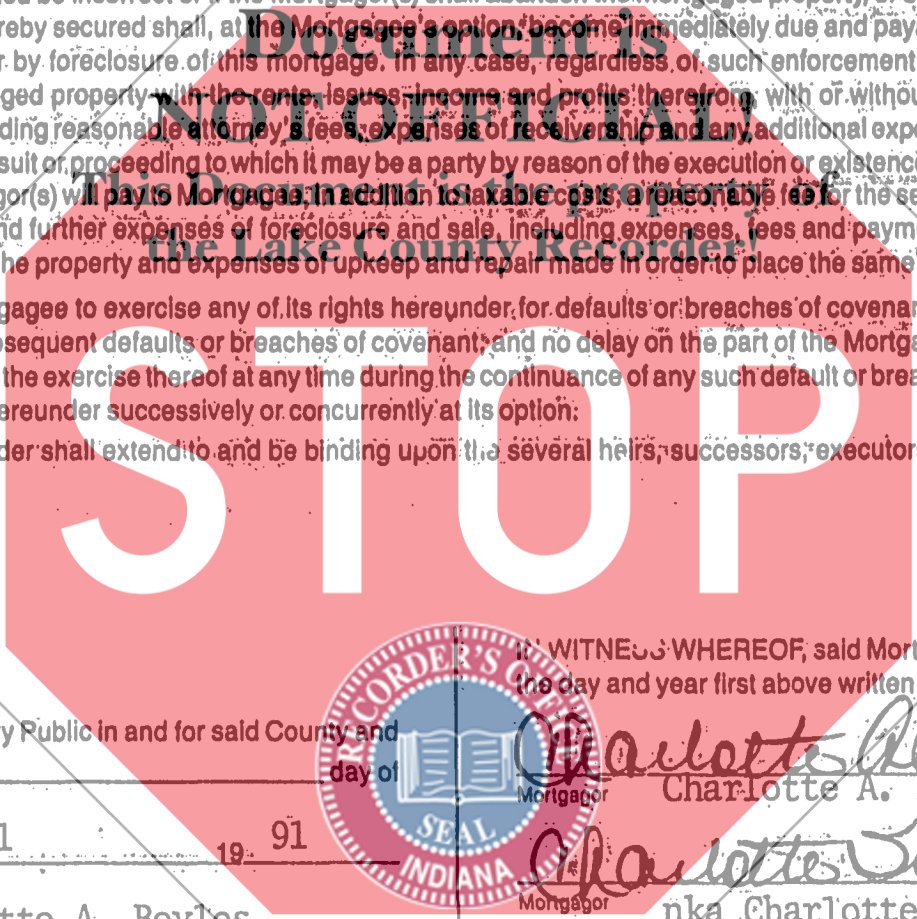 reby secured shall, at the Mortgagee's option, become immediately due and pay
Document is
r by foreclosure of this mortgage. In any case, regardless of such enforcement
ged property with the rents, issues, income and profits therefrom, with or withou
NOT OFFICIAL!
ding reasonable attorney's fees, expenses of receivership and any additional exp
suit or proceeding to which it may be a party by reason of the execution or existenc
This Document is the property of
gor(s) will pay to Mortgagee, in addition to taxable costs a reasonable fee for the se
nd further expenses of foreclosure and sale, including expenses, fees and paym
the Lake County Recorder!
he property and expenses of upkeep and repair made in order to place the same
gagee to exercise any of its rights hereunder for defaults or breaches of covenan
sequent defaults or breaches of covenant, and no delay on the part of the Mortga
the exercise thereof at any time during the continuance of any such default or brea
ereunder successively or concurrently at its option.
der shall extend to and be binding upon the several heirs, successors, executor
STOP
IN WITNESS WHEREOF, said Mort
the day and year first above written
RECORDER'S OFFICE
y Public in and for said County and
day of
Charlotte A.
Mortgagor
SEAL
INDIANA
1 19 91
Charlotte
Mortgagor
tte A. Boyles
nka Charlotte